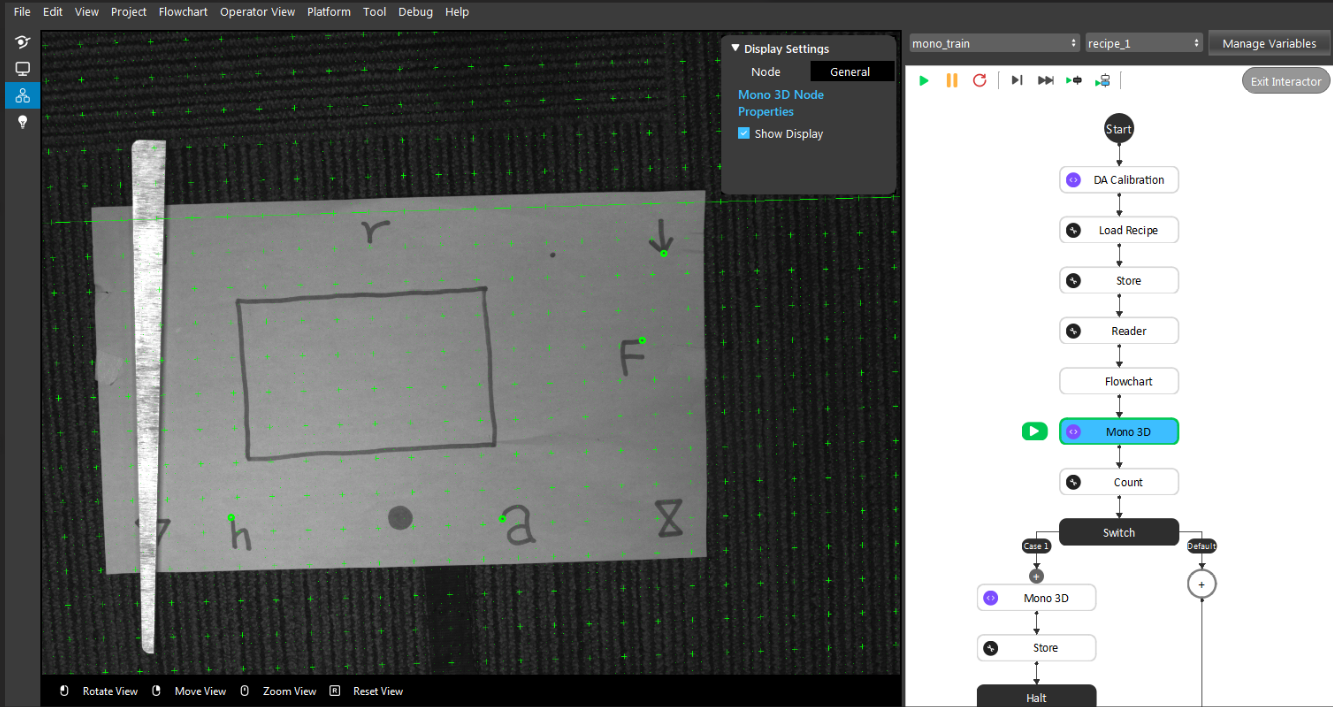 File Edit View Project Flowchart Operator View Platform Tool Debug Help
Display Settings
Node General
Mono 3D Node
Properties
Show Display
r
F
h a 8
R
Rotate View Move View Zoom View Reset View
mono_train recipe_1 Manage Variables
Exit Interactor
Start
DA Calibration
Load Recipe
Store
Reader
Flowchart
Mono 3D
Count
Switch
Case 1 Default
+ +
Mono 3D
Store
Halt